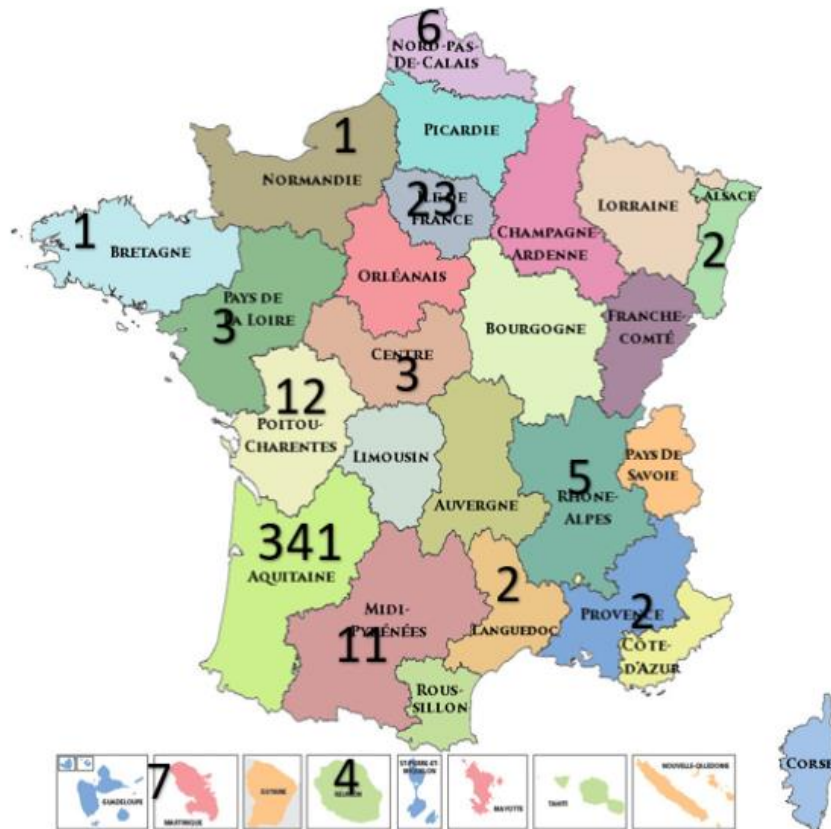 6
NORD-PAS-
DE-CALAIS
PICARDIE
1
NORMANDIE
23
ÎLE DE
FRANCE
CHAMPAGNE-
ARDENNE
LORRAINE
ALSACE
2
1
BRETAGNE
ORLÉANAIS
PAYS DE
LA LOIRE
3
BOURGOGNE
FRANCHE-
COMTÉ
CENTRE
3
12
POITOU-
CHARENTES
LIMOUSIN
AUVERGNE
5
RHÔNE-
ALPES
PAYS DE
SAVOIE
341
AQUITAINE
MIDI-
PYRÉNÉES
11
2
LANGUEDOC
PROVENCE
2
CÔTE-
D'AZUR
ROUS-
SILLON
CORSE
GUADELOUPE
7
MARTINIQUE
GUYANE
4
RÉUNION
ST-PIERRE-ET-
MIQUELON
MAYOTTE
TAHITI
NOUVELLE-CALÉDONIE